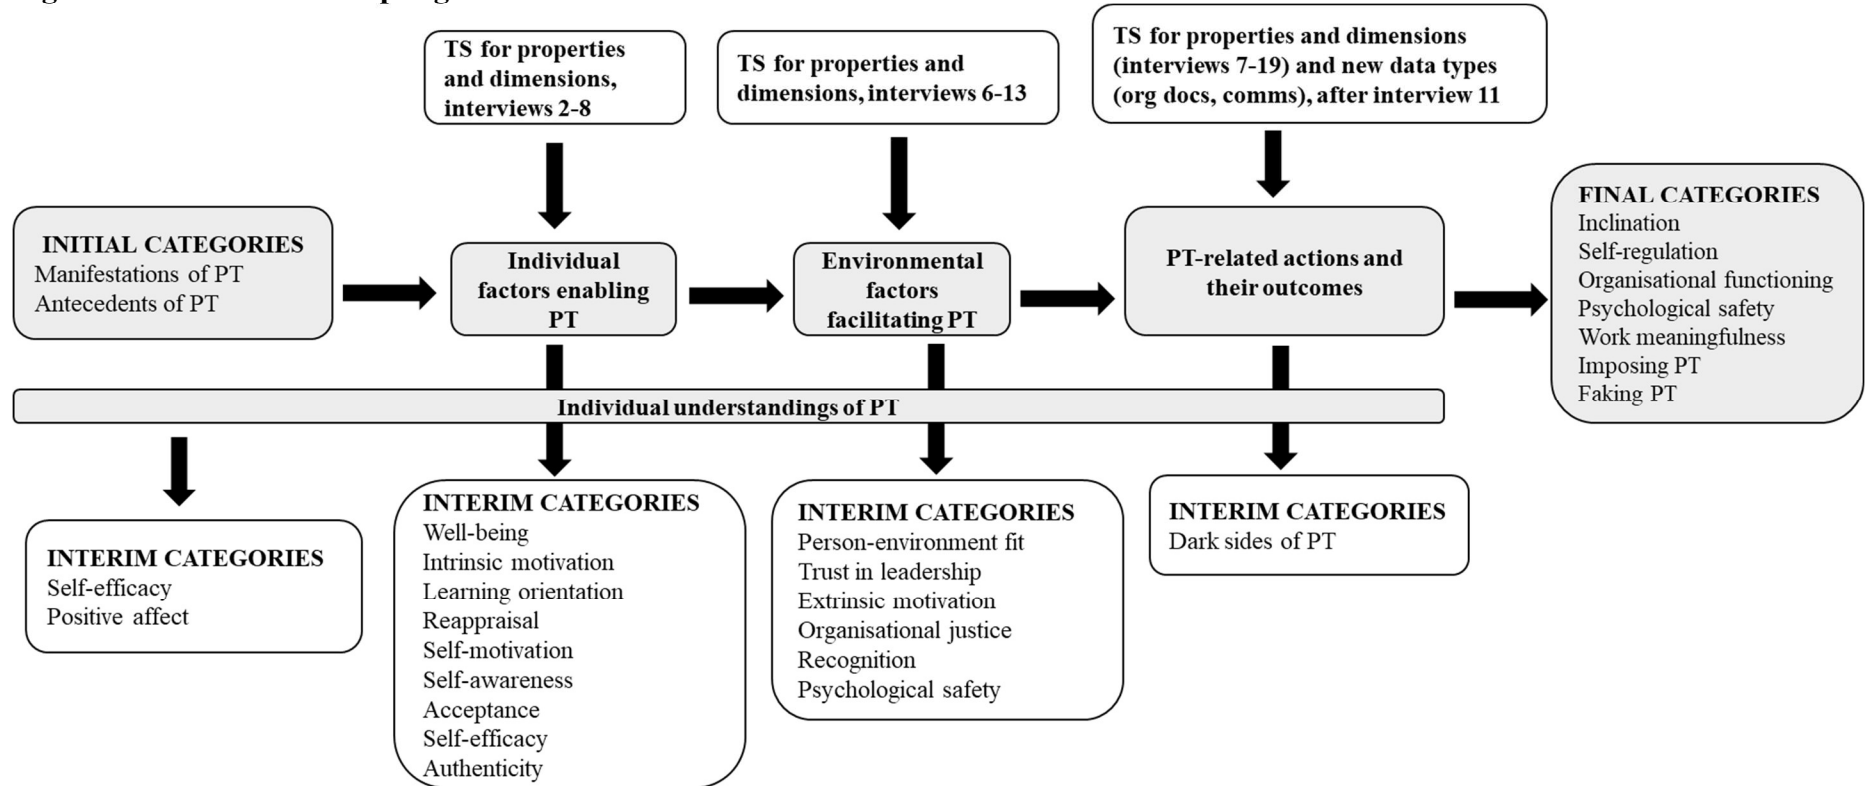 TS for properties
and dimensions,
interviews 2-8
TS for properties and
dimensions, interviews 6-13
TS for properties and dimensions
(interviews 7-19) and new data types
(org docs, comms), after interview 11
INITIAL CATEGORIES
Manifestations of PT
Antecedents of PT
Individual
factors enabling
PT
Environmental
factors
facilitating PT
PT-related actions and
their outcomes
FINAL CATEGORIES
Inclination
Self-regulation
Organisational functioning
Psychological safety
Work meaningfulness
Imposing PT
Faking PT
Individual understandings of PT
INTERIM CATEGORIES
Self-efficacy
Positive affect
INTERIM CATEGORIES
Well-being
Intrinsic motivation
Learning orientation
Reappraisal
Self-motivation
Self-awareness
Acceptance
Self-efficacy
Authenticity
INTERIM CATEGORIES
Person-environment fit
Trust in leadership
Extrinsic motivation
Organisational justice
Recognition
Psychological safety
INTERIM CATEGORIES
Dark sides of PT